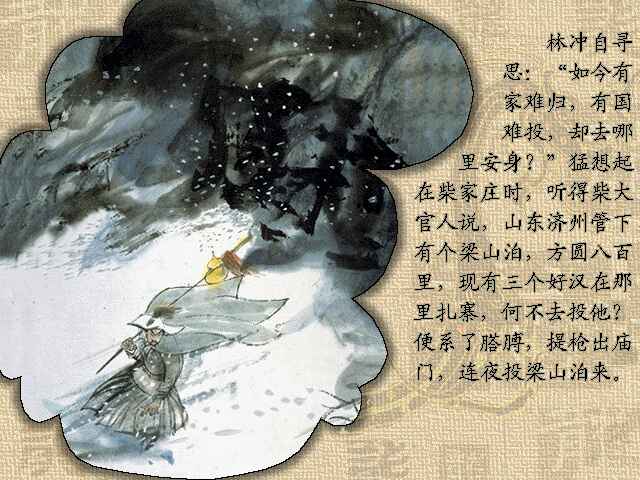 林冲自寻
思：“如今有
家难归，有国
难投，却去哪
里安身？”猛想起
在柴家庄时，听得柴大
官人说，山东济州管下
有个梁山泊，方圆八百
里，现有三个好汉在那
里扎寨，何不去投他？
便系了搭膊，提枪出庙
门，连夜投梁山泊来。